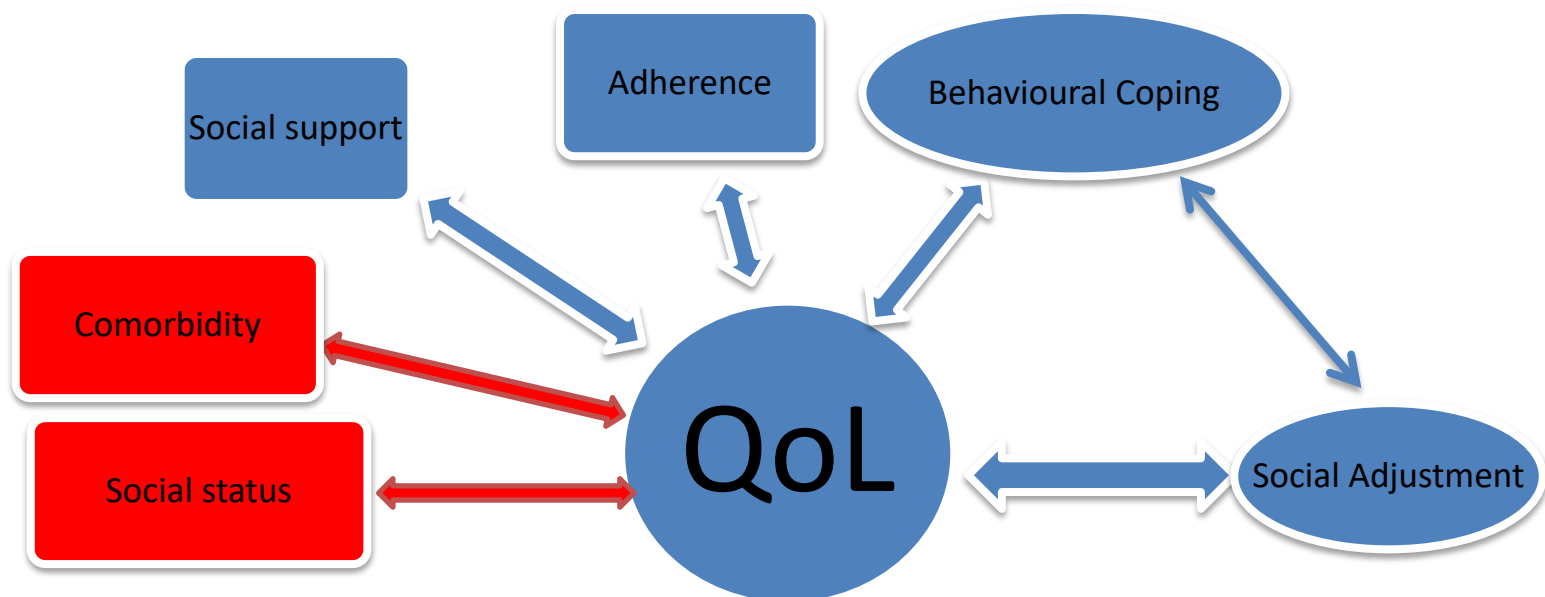 Adherence
Behavioural Coping
Social support
Comorbidity
QoL
Social status
Social Adjustment